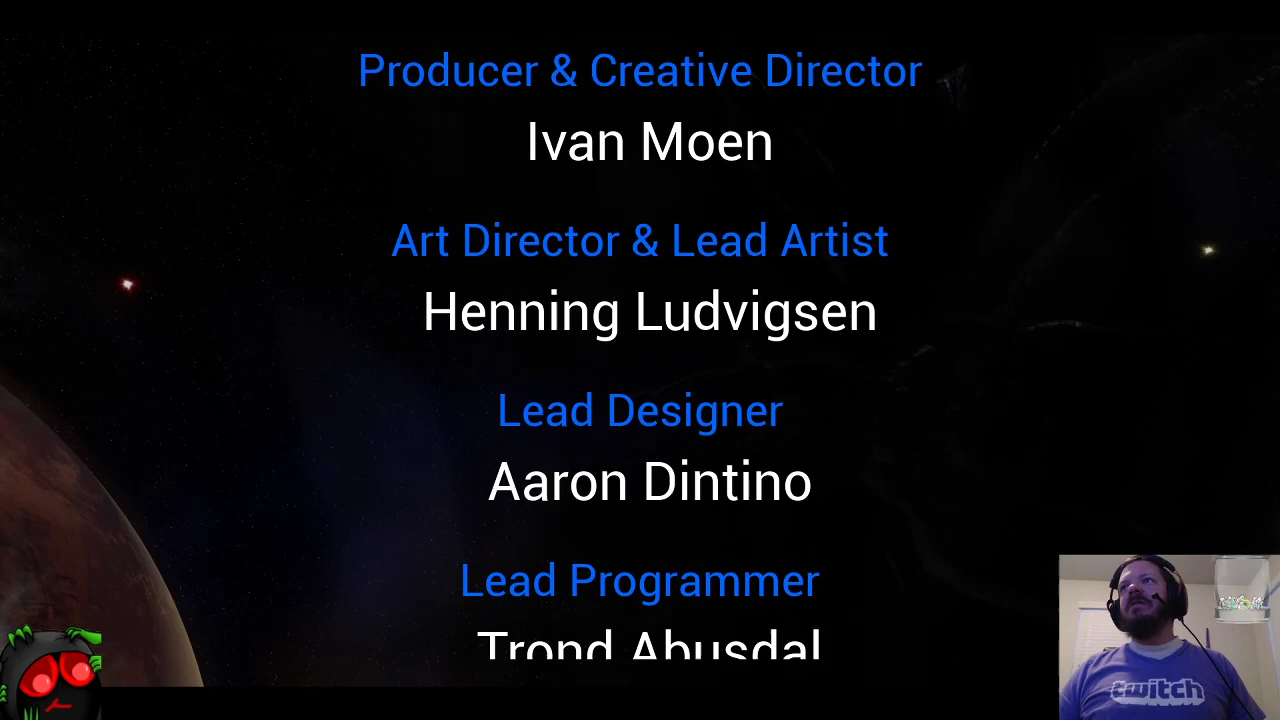 Producer & Creative Director
Ivan Moen
Art Director & Lead Artist
Henning Ludvigsen
Lead Designer
Aaron Dintino
Lead Programmer
Trond Abusdal
twitch